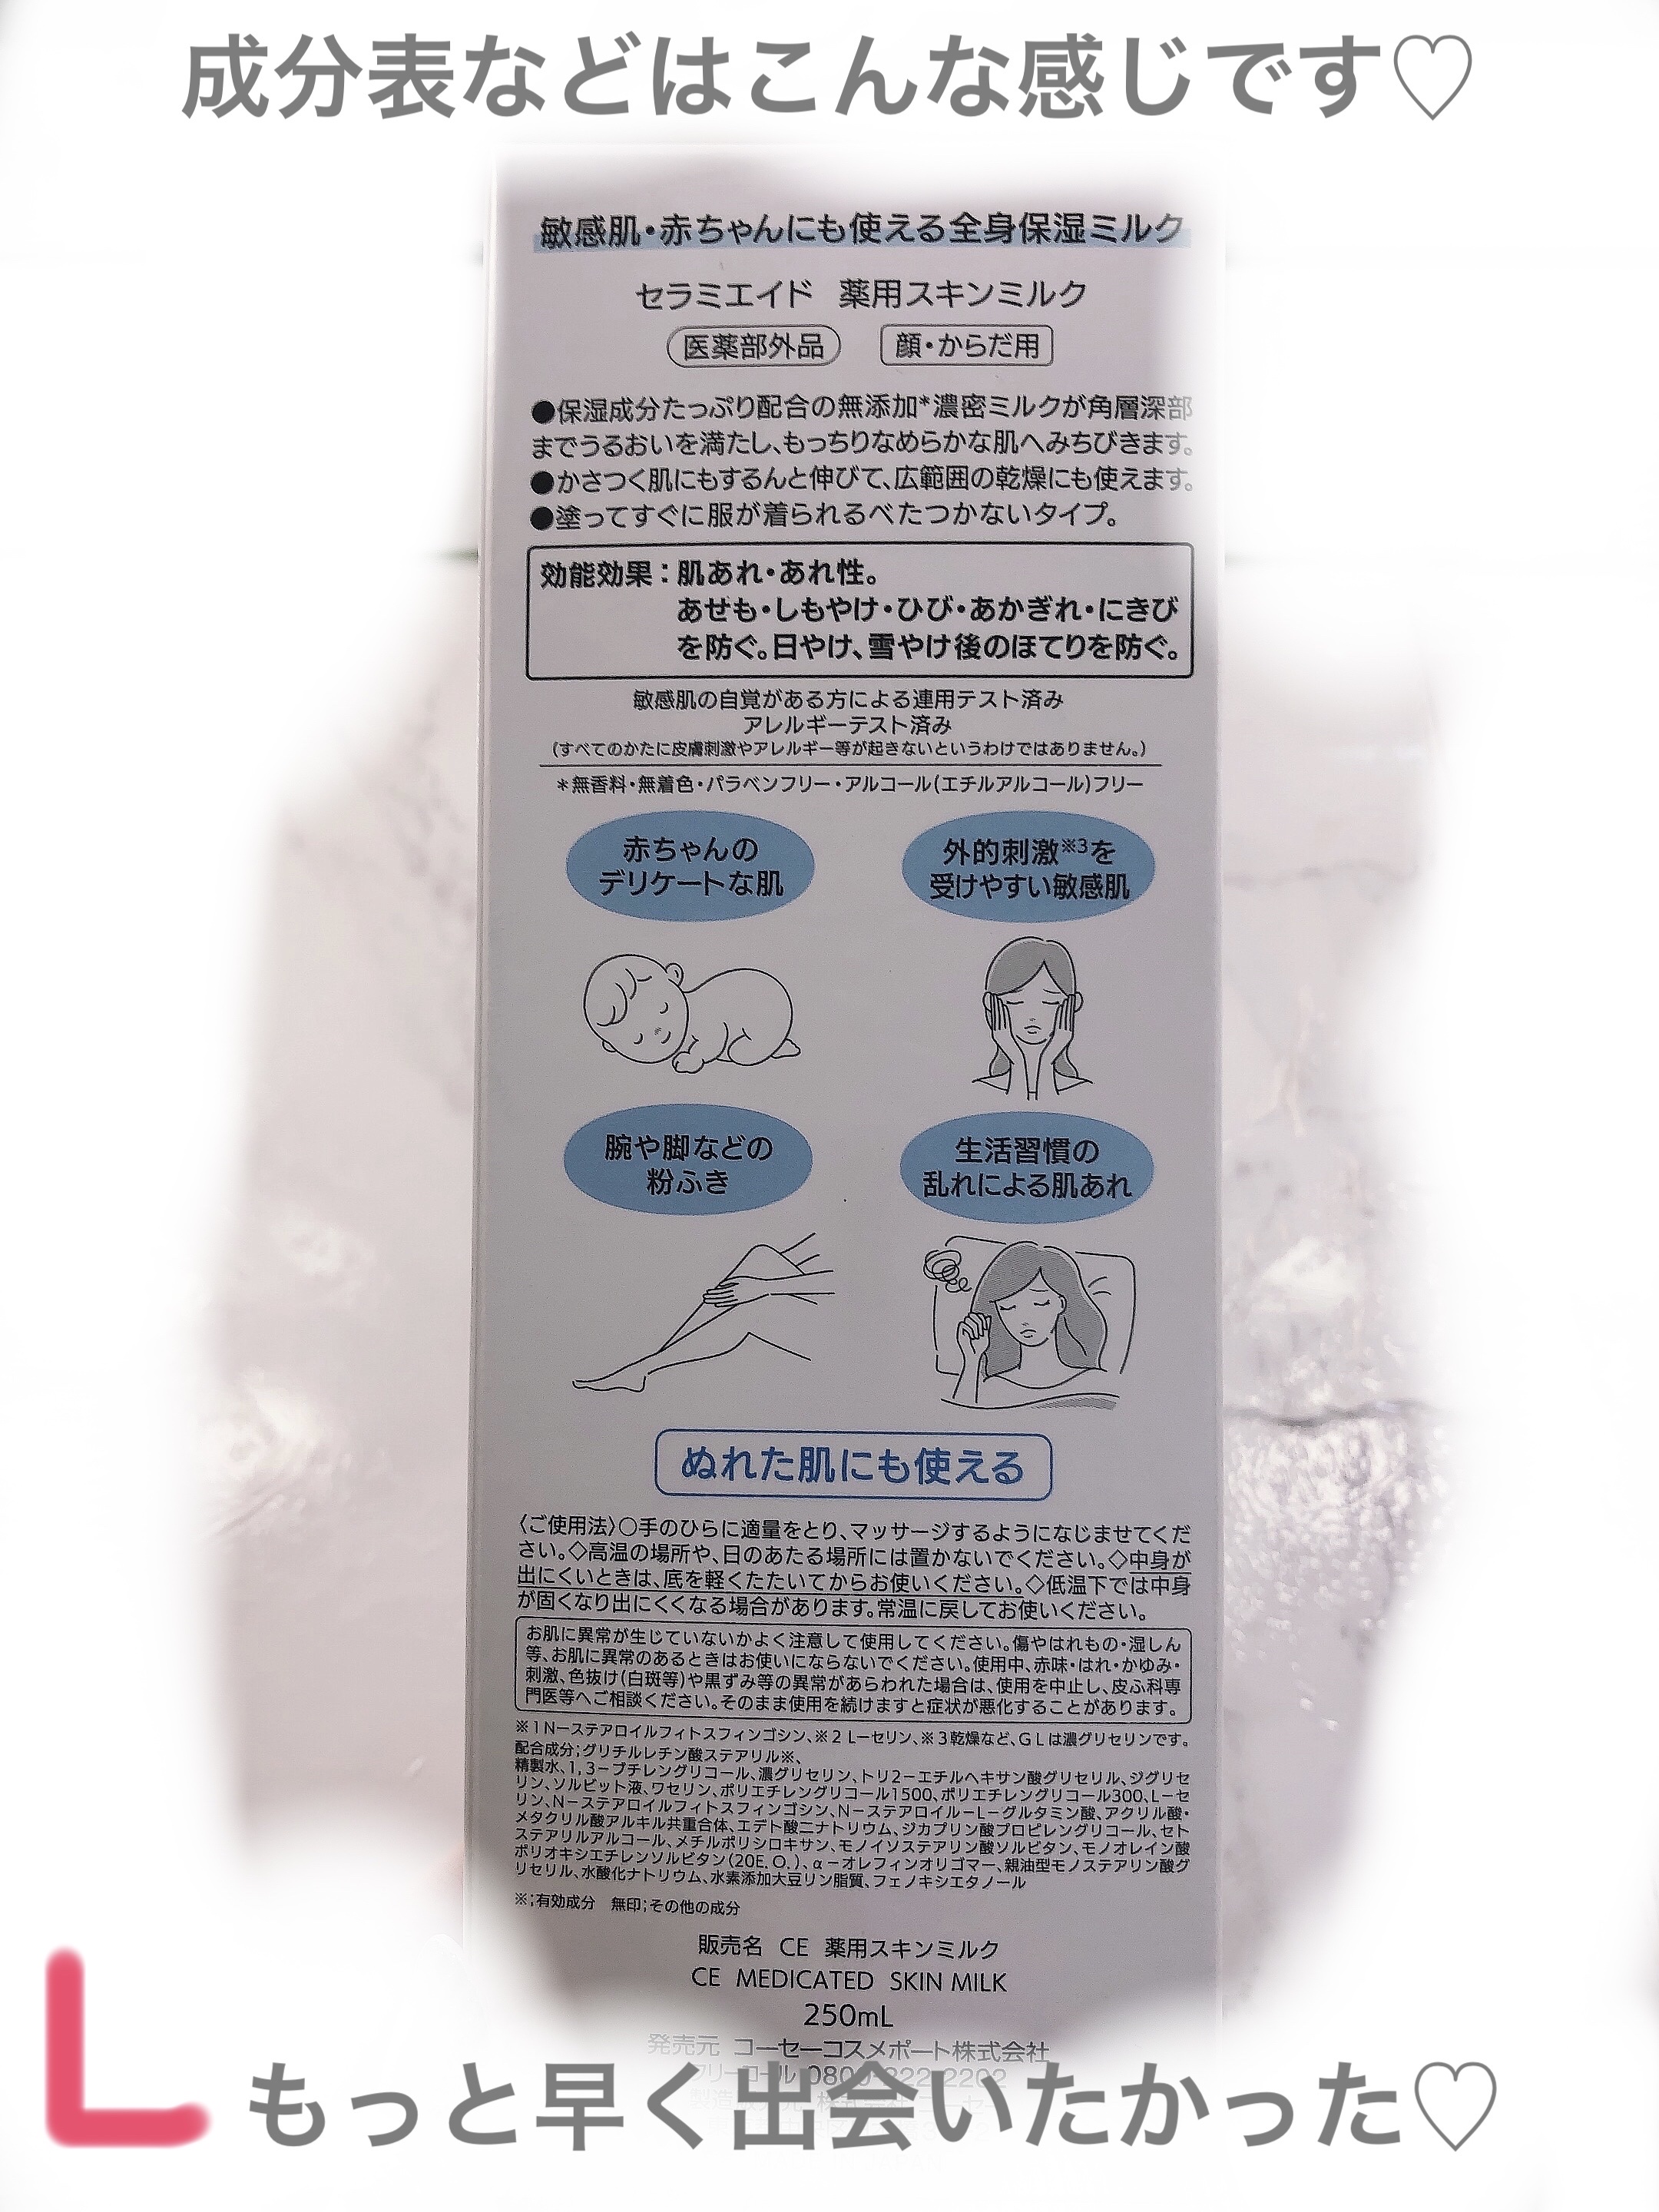 成分表などはこんな感じです♡
敏感肌・赤ちゃんにも使える全身保湿ミルク
セラミエイド 薬用スキンミルク
医薬部外品 顔・からだ用
●保湿成分たっぷり配合の無添加*濃密ミルクが角層深部
までうるおいを満たし、もっちりなめらかな肌へみちびきます。
●かさつく肌にもするんと伸びて、広範囲の乾燥にも使えます。
●塗ってすぐに服が着られるべたつかないタイプ。
効能効果：肌あれ・あれ性。
あせも・しもやけ・ひび・あかぎれ・にきび
を防ぐ。日やけ、雪やけ後のほてりを防ぐ。
敏感肌の自覚がある方による連用テスト済み
アレルギーテスト済み
(すべてのかたに皮膚刺激やアレルギー等が起きないというわけではありません。)
*無香料・無着色・パラベンフリー・アルコール(エチルアルコール)フリー
赤ちゃんの
デリケートな肌
外的刺激※3を
受けやすい敏感肌
腕や脚などの
粉ふき
生活習慣の
乱れによる肌あれ
ぬれた肌にも使える
〈ご使用法〉○手のひらに適量をとり、マッサージするようになじませてくだ
さい。◇高温の場所や、日のあたる場所には置かないでください。◇中身が
出にくいときは、底を軽くたたいてからお使いください。◇低温下では中身
が固くなり出にくくなる場合があります。常温に戻してお使いください。
お肌に異常が生じていないかよく注意して使用してください。傷やはれもの・湿しん
等、お肌に異常のあるときはお使いにならないでください。使用中、赤味・はれ・かゆみ・
刺激、色抜け(白斑等)や黒ずみ等の異常があらわれた場合は、使用を中止し、皮ふ科専
門医等へご相談ください。そのまま使用を続けますと症状が悪化することがあります。
※1 N-ステアロイルフィトスフィンゴシン、※2 L-セリン、※3乾燥など、GLは濃グリセリンです。
配合成分；グリチルレチン酸ステアリル※、
精製水、1,3-ブチレングリコール、濃グリセリン、トリ2-エチルヘキサン酸グリセリル、ジグリセ
リン、ソルビット液、ワセリン、ポリエチレングリコール1500、ポリエチレングリコール300、L-セ
リン、N-ステアロイルフィトスフィンゴシン、N-ステアロイル-L-グルタミン酸、アクリル酸・
メタクリル酸アルキル共重合体、エデト酸二ナトリウム、ジカプリン酸プロピレングリコール、セト
ステアリルアルコール、メチルポリシロキサン、モノイソステアリン酸ソルビタン、モノオレイン酸
ポリオキシエチレンソルビタン(20E.O.)、α-オレフィンオリゴマー、親油型モノステアリン酸グ
リセリル、水酸化ナトリウム、水素添加大豆リン脂質、フェノキシエタノール
※；有効成分 無印；その他の成分
販売名 CE 薬用スキンミルク
CE MEDICATED SKIN MILK
250mL
発売元 コーセーコスメポート株式会社
フリーコール 0800-222-2202
もっと早く出会いたかった♡